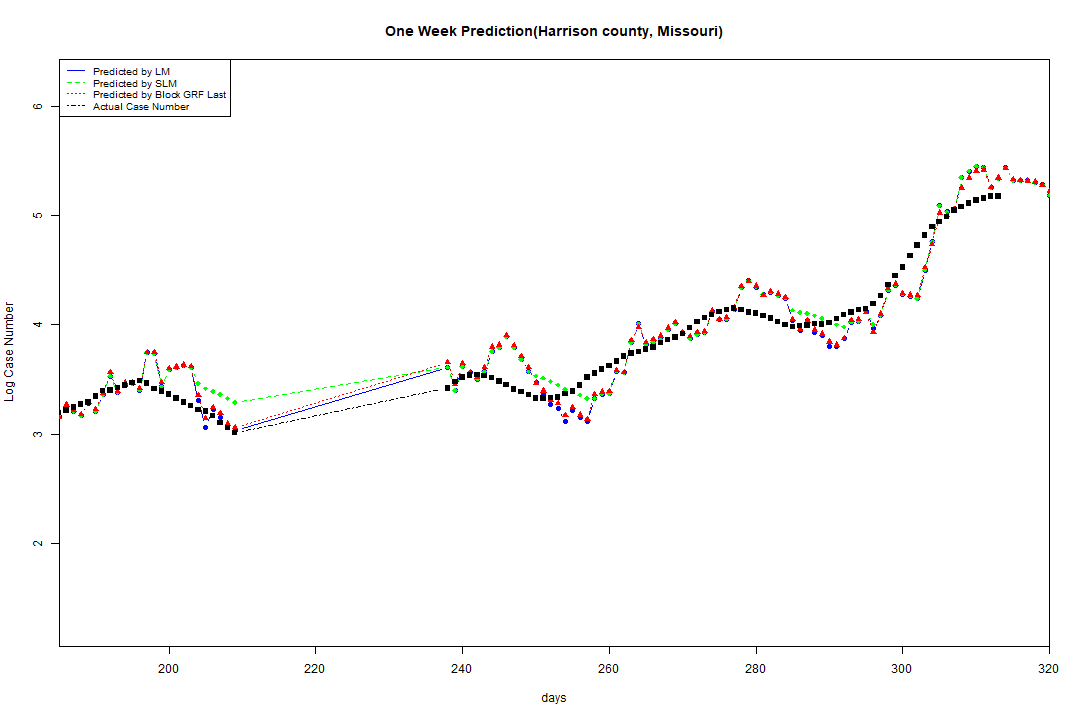 One Week Prediction(Harrison county, Missouri)
Predicted by LM
Predicted by SLM
Predicted by Block GRF Last
Actual Case Number
6
5
4
3
2
Log Case Number
200 220 240 260 280 300 320
days